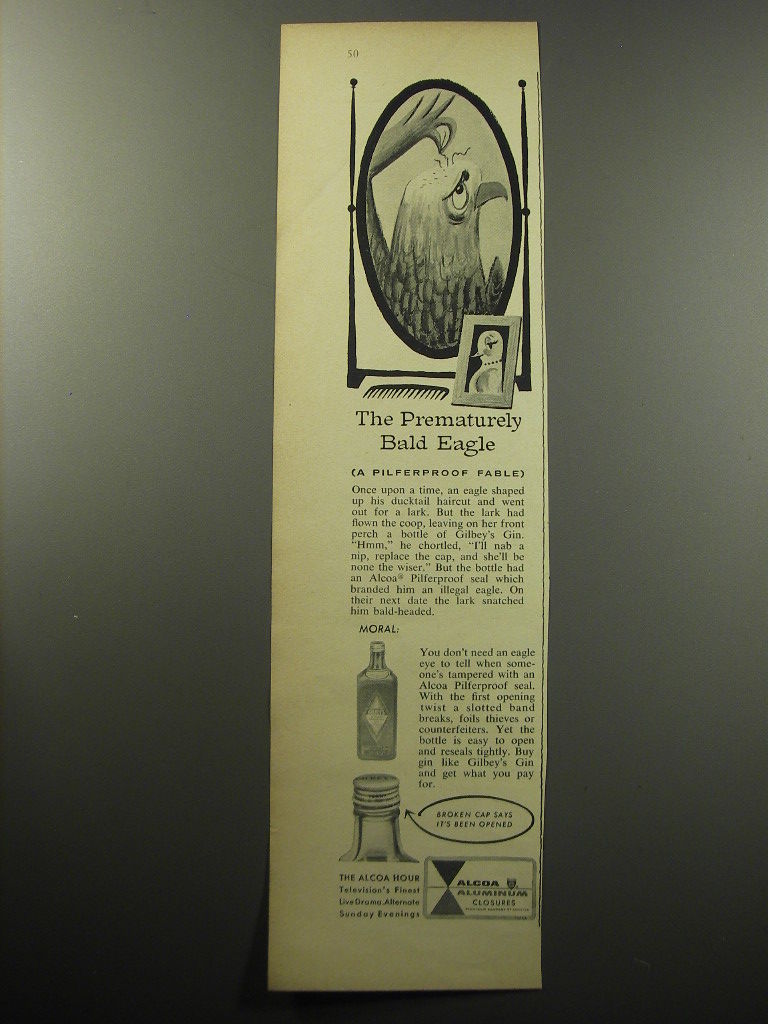 50
The Prematurely
Bald Eagle
(A PILFERPROOF FABLE)
Once upon a time, an eagle shaped
up his ducktail haircut and went
out for a lark. But the lark had
flown the coop, leaving on her front
perch a bottle of Gilbey's Gin.
"Hmm," he chortled, "I'll nab a
nip, replace the cap, and she'll be
none the wiser." But the bottle had
an Alcoa® Pilferproof seal which
branded him an illegal eagle. On
their next date the lark snatched
him bald-headed.
MORAL:
You don't need an eagle
eye to tell when some-
one's tampered with an
Alcoa Pilferproof seal.
With the first opening
twist a slotted band
breaks, foils thieves or
counterfeiters. Yet the
bottle is easy to open
and reseals tightly. Buy
gin like Gilbey's Gin
and get what you pay
for.
BROKEN CAP SAYS
IT'S BEEN OPENED
THE ALCOA HOUR
Television's Finest
Live Drama. Alternate
Sunday Evenings
ALCOA
ALUMINUM
CLOSURES